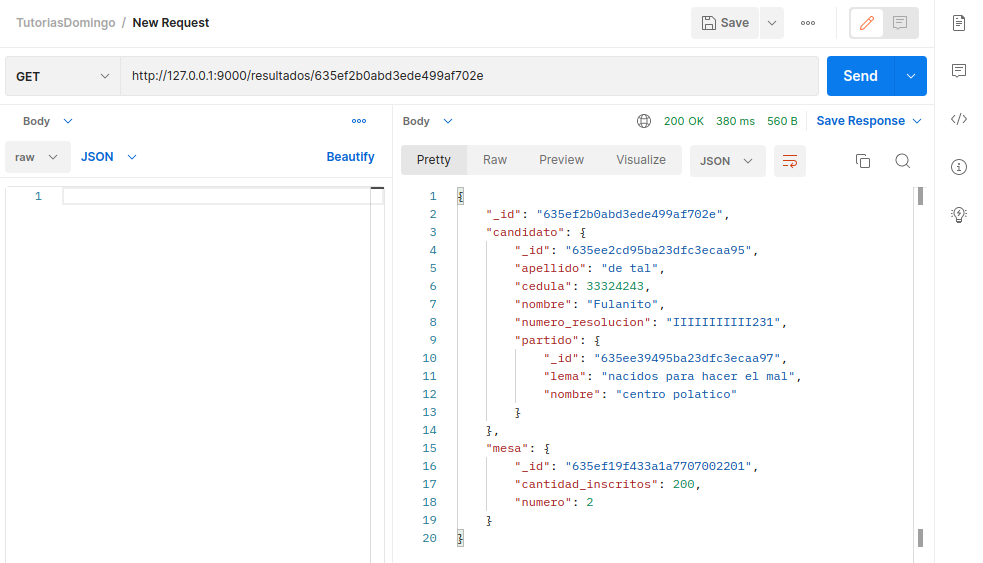 TutoriasDomingo / New Request
Save
GET
http://127.0.0.1:9000/resultados/635ef2b0abd3ede499af702e
Send
Body
raw
JSON
Beautify
1
Body
200 OK 380 ms 560 B
Save Response
Pretty Raw Preview Visualize JSON
1 {
2 "_id": "635ef2b0abd3ede499af702e",
3 "candidato": {
4 "_id": "635ee2cd95ba23dfc3ecaa95",
5 "apellido": "de tal",
6 "cedula": 33324243,
7 "nombre": "Fulanito",
8 "numero_resolucion": "IIIIIIIIIII231",
9 "partido": {
10 "_id": "635ee39495ba23dfc3ecaa97",
11 "lema": "nacidos para hacer el mal",
12 "nombre": "centro polatico"
13 }
14 },
15 "mesa": {
16 "_id": "635ef19f433a1a7707002201",
17 "cantidad_inscritos": 200,
18 "numero": 2
19 }
20 }